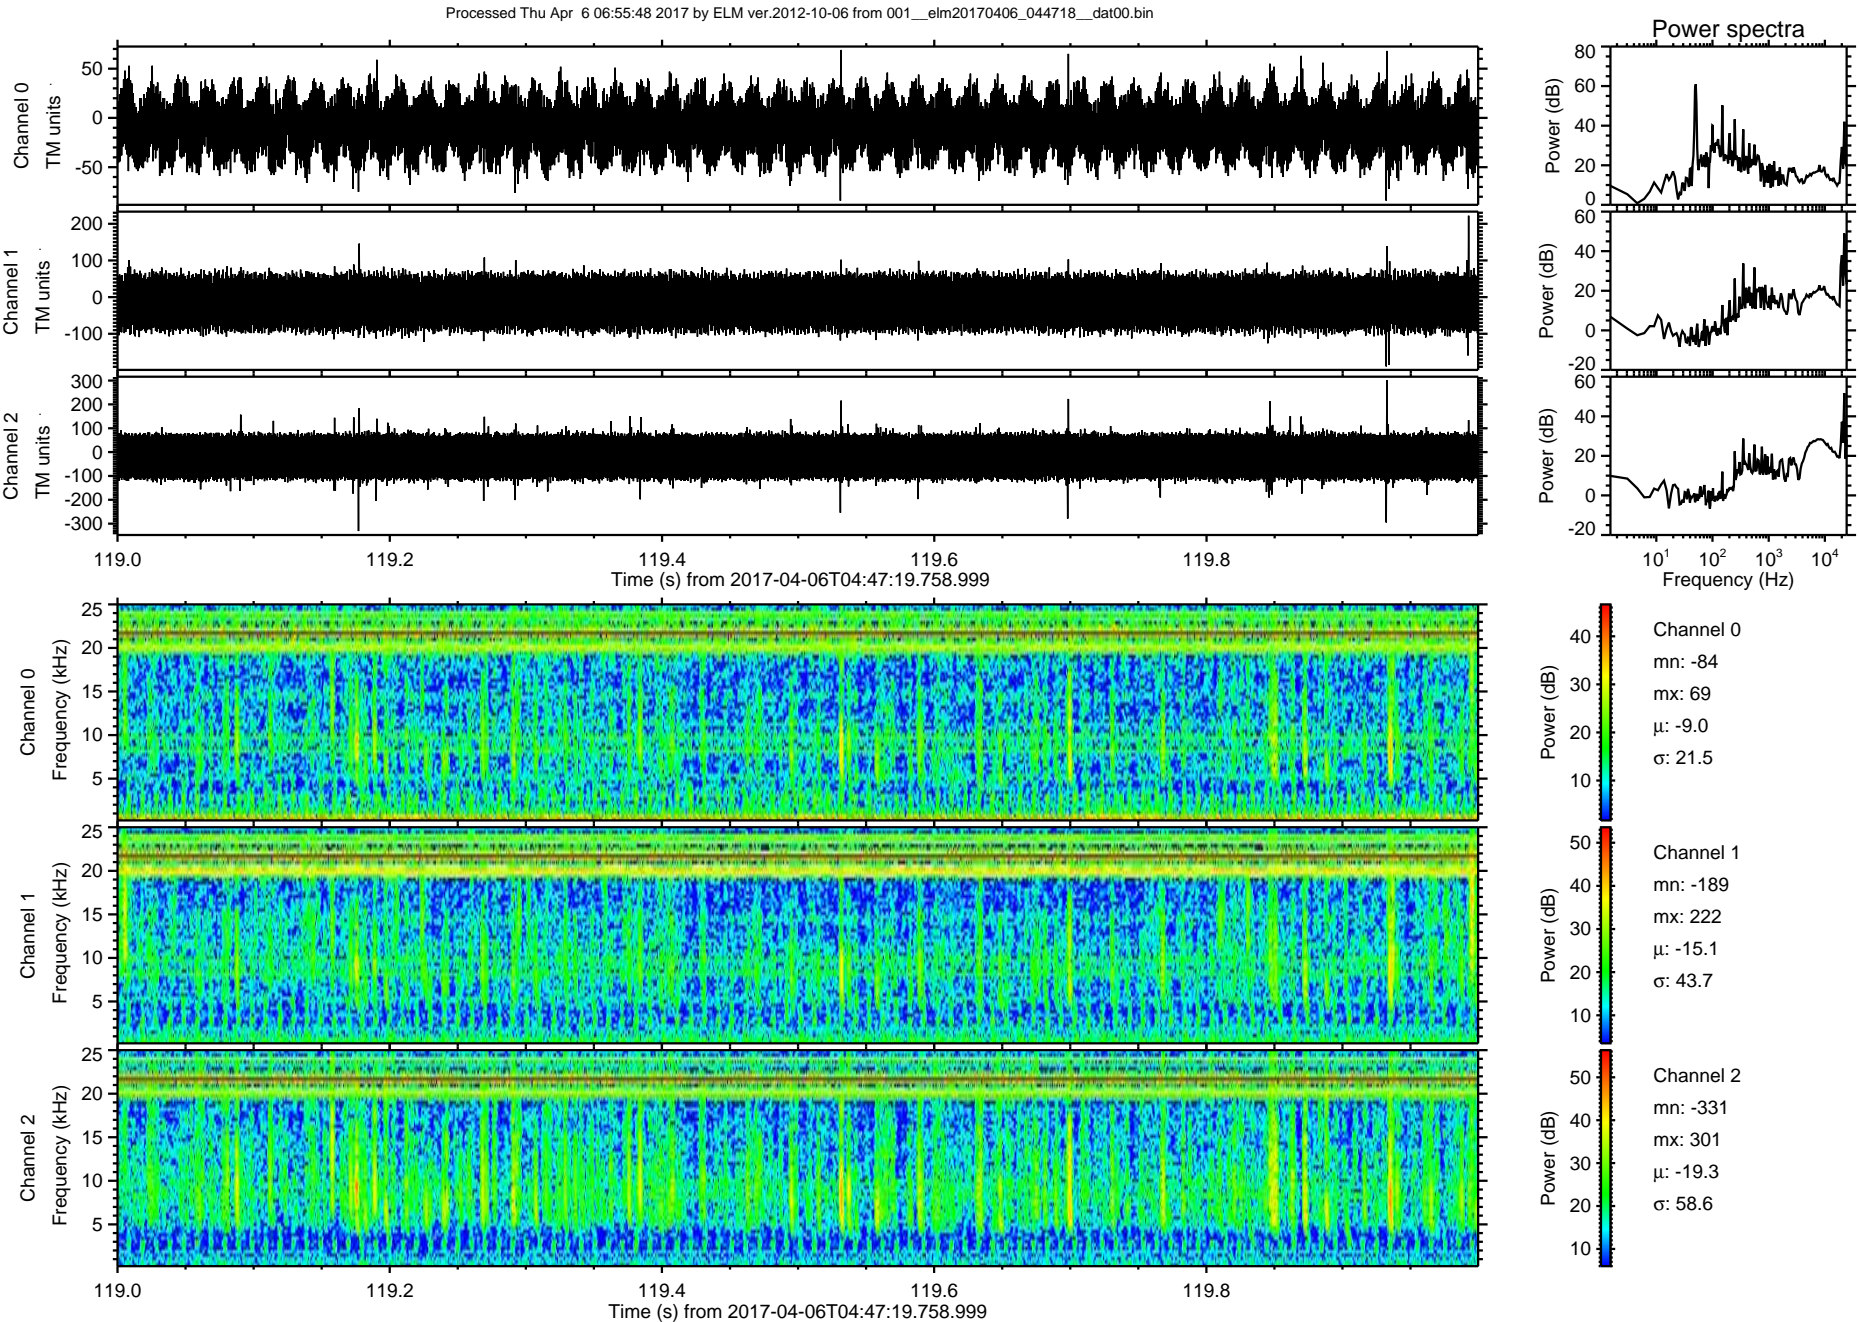 Processed Thu Apr  6 06:55:48 2017 by ELM ver.2012-10-06 from 001__elm20170406_044718__dat00.bin
Power spectra
Channel 0
TM units
50
0
-50
Power (dB)
80
60
40
20
0
Channel 1
TM units
200
100
0
-100
Power (dB)
60
40
20
0
-20
Channel 2
TM units
300
200
100
0
-100
-200
-300
Power (dB)
60
40
20
0
-20
119.0 119.2 119.4 119.6 119.8
Time (s) from 2017-04-06T04:47:19.758.999
10^1 10^2 10^3 10^4
Frequency (Hz)
Channel 0
Frequency (kHz)
25
20
15
10
5
Power (dB)
40
30
20
10
Channel 0
mn: -84
mx: 69
μ: -9.0
σ: 21.5
Channel 1
Frequency (kHz)
25
20
15
10
5
Power (dB)
50
40
30
20
10
Channel 1
mn: -189
mx: 222
μ: -15.1
σ: 43.7
Channel 2
Frequency (kHz)
25
20
15
10
5
Power (dB)
50
40
30
20
10
Channel 2
mn: -331
mx: 301
μ: -19.3
σ: 58.6
119.0 119.2 119.4 119.6 119.8
Time (s) from 2017-04-06T04:47:19.758.999